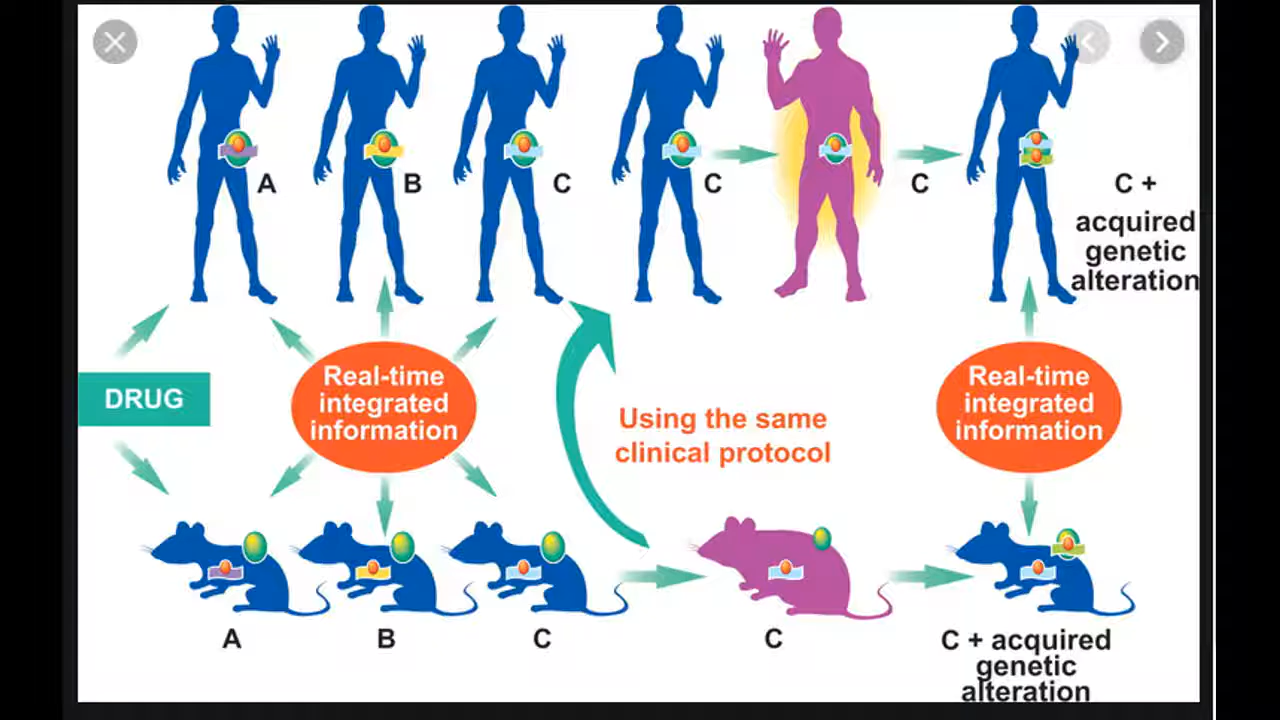 A
B
C
C
C
C +
acquired
genetic
alteration
DRUG
Real-time
integrated
information
Using the same
clinical protocol
Real-time
integrated
information
A
B
C
C
C + acquired
genetic
alteration